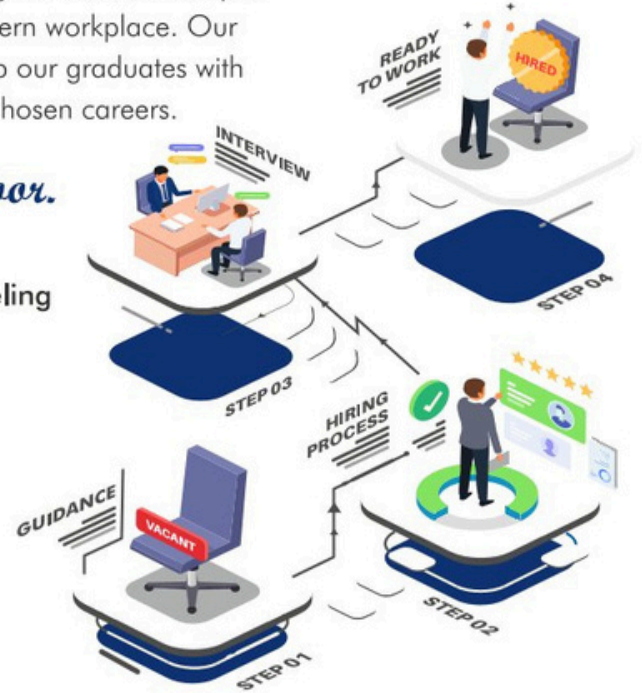 ern workplace. Our
our graduates with
hosen careers.
eling
READY
TO WORK
HIRED
INTERVIEW
STEP 04
STEP 03
HIRING
PROCESS
GUIDANCE
VACANT
STEP 02
STEP 01